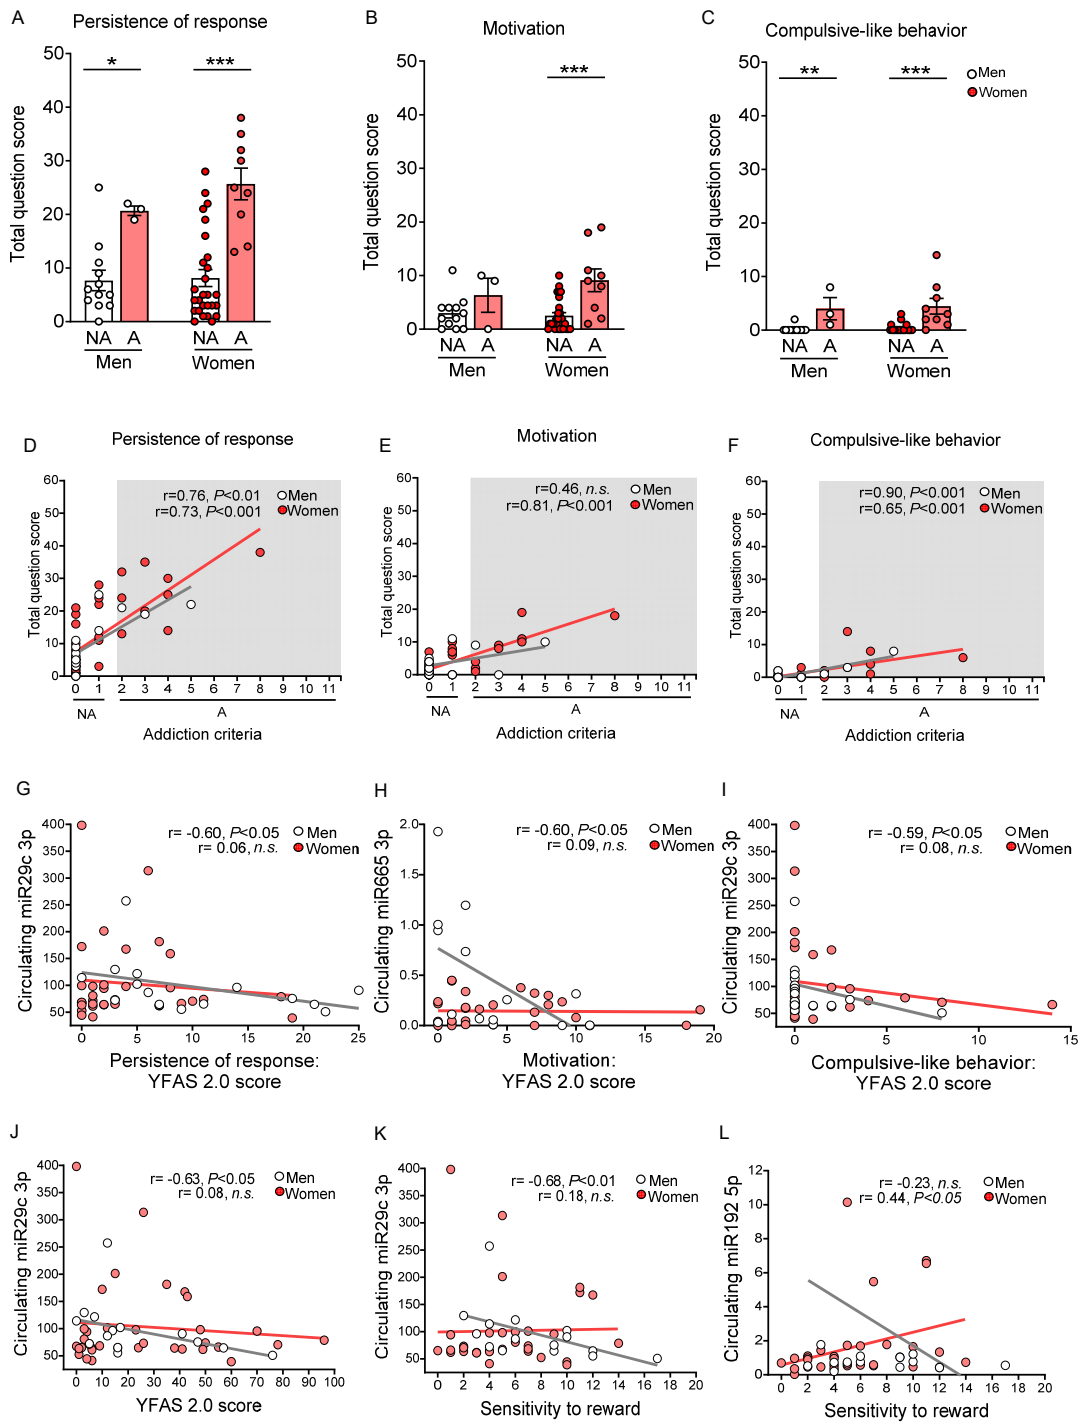 A
Persistence of response
Total question score
50
40
30
20
10
0
*
***
NA A NA A
Men Women
B
Motivation
Total question score
50
40
30
20
10
0
***
NA A NA A
Men Women
C
Compulsive-like behavior
Total question score
50
40
30
20
10
0
**
***
Men
Women
NA A NA A
Men Women
D
Persistence of response
Total question score
60
50
40
30
20
10
0
r=0.76, P<0.01 Men
r=0.73, P<0.001 Women
0 1 2 3 4 5 6 7 8 9 10 11
NA A
Addiction criteria
E
Motivation
Total question score
60
50
40
30
20
10
0
r=0.46, n.s. Men
r=0.81, P<0.001 Women
0 1 2 3 4 5 6 7 8 9 10 11
NA A
Addiction criteria
F
Compulsive-like behavior
Total question score
60
50
40
30
20
10
0
r=0.90, P<0.001 Men
r=0.65, P<0.001 Women
0 1 2 3 4 5 6 7 8 9 10 11
NA A
Addiction criteria
G
Circulating miR29c 3p
400
350
300
250
200
150
100
50
r= -0.60, P<0.05 Men
r= 0.06, n.s. Women
0 5 10 15 20 25
Persistence of response:
YFAS 2.0 score
H
Circulating miR665 3p
2.0
1.5
1.0
0.5
0.0
r= -0.60, P<0.05 Men
r= 0.09, n.s. Women
0 5 10 15 20
Motivation:
YFAS 2.0 score
I
Circulating miR29c 3p
400
350
300
250
200
150
100
50
r= -0.59, P<0.05 Men
r= 0.08, n.s. Women
0 5 10 15
Compulsive-like behavior:
YFAS 2.0 score
J
Circulating miR29c 3p
400
350
300
250
200
150
100
50
r= -0.63, P<0.05 Men
r= 0.08, n.s. Women
0 10 20 30 40 50 60 70 80 90 100
YFAS 2.0 score
K
Circulating miR29c 3p
400
350
300
250
200
150
100
50
r= -0.68, P<0.01 Men
r= 0.18, n.s. Women
0 2 4 6 8 10 12 14 16 18 20
Sensitivity to reward
L
Circulating miR192 5p
12
10
8
6
4
2
0
r= -0.23, n.s. Men
r= 0.44, P<0.05 Women
0 2 4 6 8 10 12 14 16 18 20
Sensitivity to reward